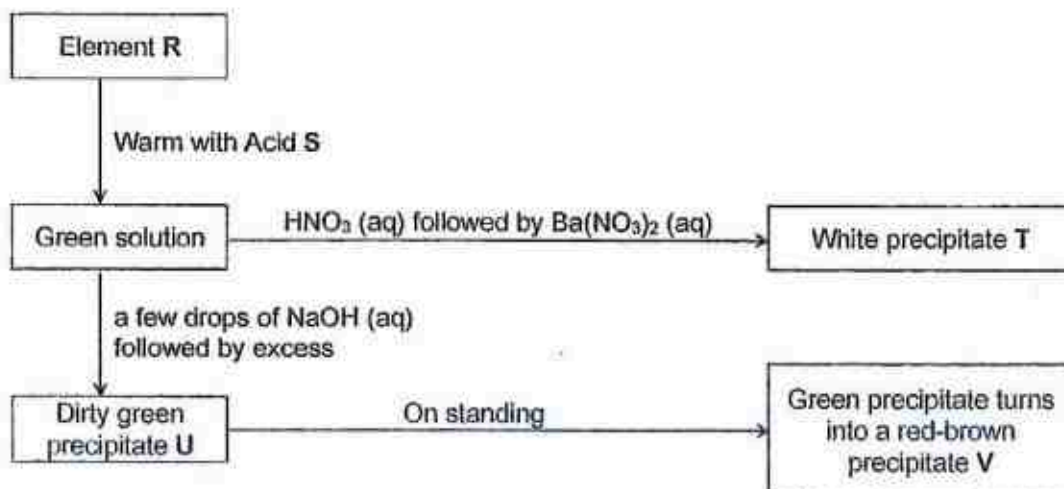 Element R
Warm with Acid S
Green solution
HNO₃ (aq) followed by Ba(NO₃)₂ (aq)
White precipitate T
a few drops of NaOH (aq)
followed by excess
Dirty green
precipitate U
On standing
Green precipitate turns
into a red-brown
precipitate V